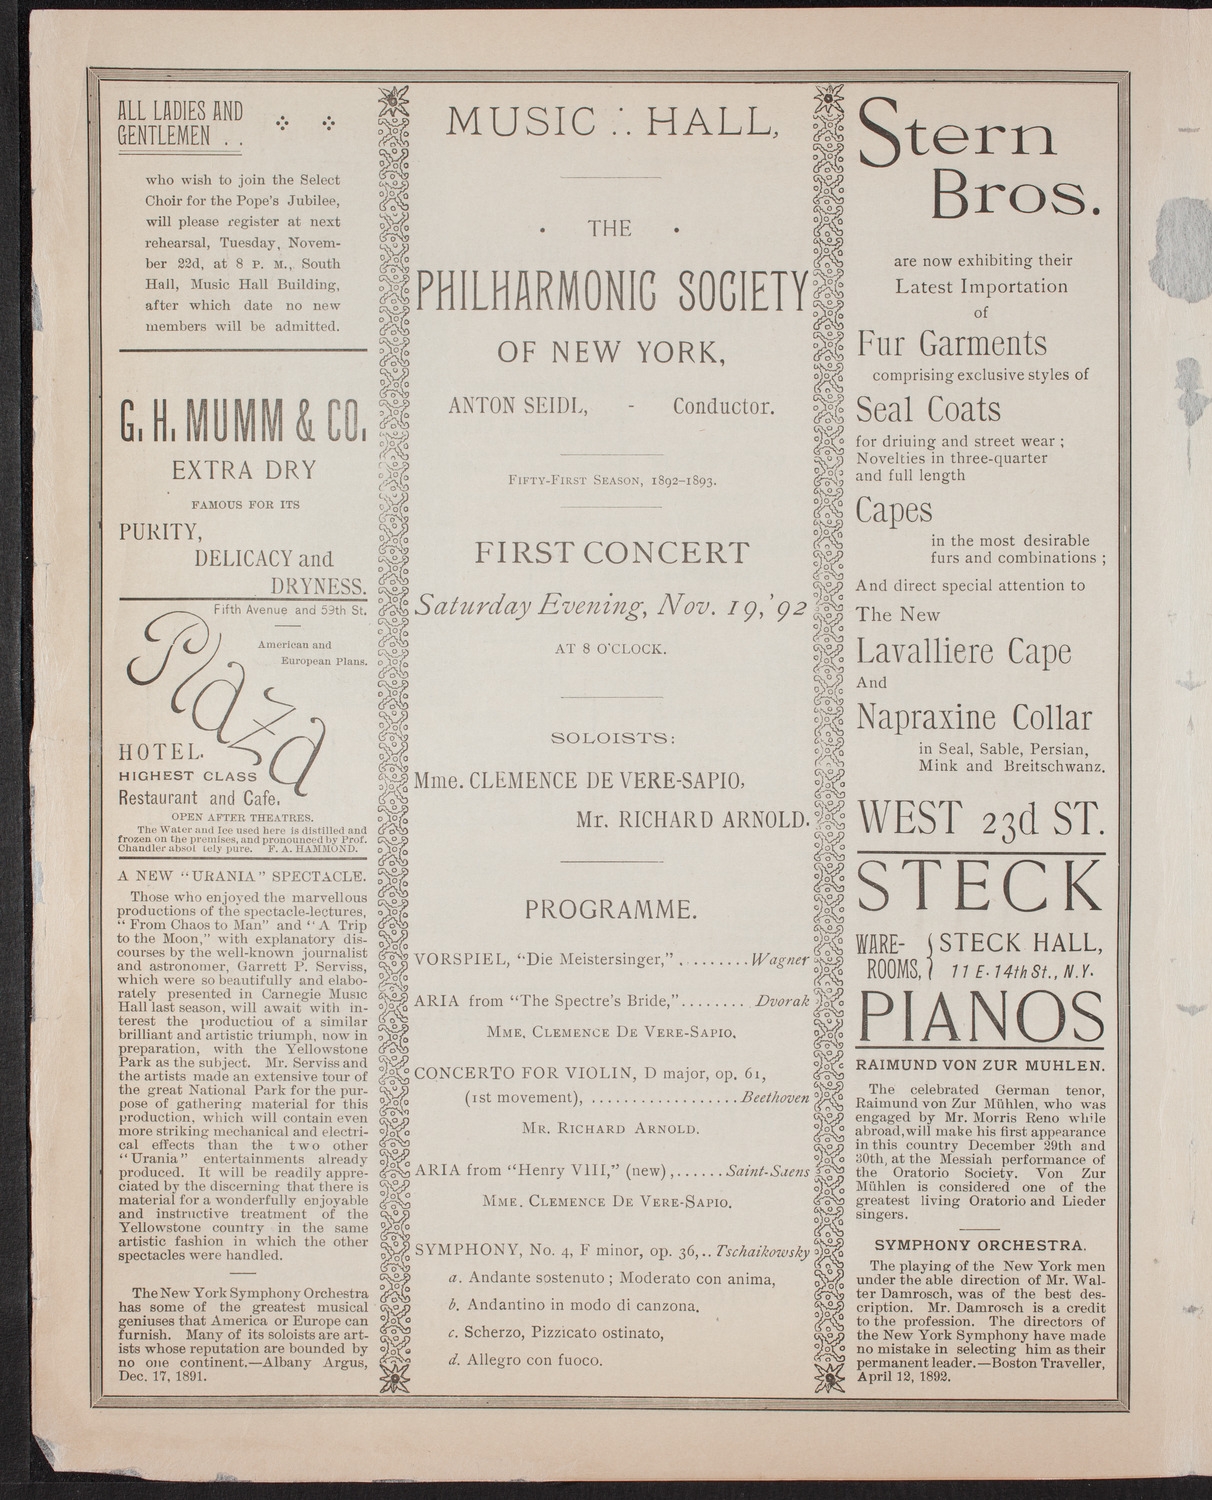 ALL LADIES AND
GENTLEMEN . .
who wish to join the Select
Choir for the Pope's Jubilee,
will please register at next
rehearsal, Tuesday, Novem-
ber 22d, at 8 P. M., South
Hall, Music Hall Building,
after which date no new
members will be admitted.
G. H. MUMM & CO.
EXTRA DRY
FAMOUS FOR ITS
PURITY,
DELICACY and
DRYNESS.
Fifth Avenue and 59th St.
American and
European Plans.
Plaza
HOTEL.
HIGHEST CLASS
Restaurant and Cafe.
OPEN AFTER THEATRES.
The Water and Ice used here is distilled and
frozen on the premises, and pronounced by Prof.
Chandler absol tely pure. F. A. HAMMOND.
A NEW "URANIA" SPECTACLE.
Those who enjoyed the marvellous
productions of the spectacle-lectures,
"From Chaos to Man" and "A Trip
to the Moon," with explanatory dis-
courses by the well-known journalist
and astronomer, Garrett P. Serviss,
which were so beautifully and elabo-
rately presented in Carnegie Music
Hall last season, will await with in-
terest the productiou of a similar
brilliant and artistic triumph, now in
preparation, with the Yellowstone
Park as the subject. Mr. Serviss and
the artists made an extensive tour of
the great National Park for the pur-
pose of gathering material for this
production, which will contain even
more striking mechanical and electri-
cal effects than the two other
"Urania" entertainments already
produced. It will be readily appre-
ciated by the discerning that there is
material for a wonderfully enjoyable
and instructive treatment of the
Yellowstone country in the same
artistic fashion in which the other
spectacles were handled.
The New York Symphony Orchestra
has some of the greatest musical
geniuses that America or Europe can
furnish. Many of its soloists are art-
ists whose reputation are bounded by
no one continent.—Albany Argus,
Dec. 17, 1891.
MUSIC ∴ HALL,
· THE ·
PHILHARMONIC SOCIETY
OF NEW YORK,
ANTON SEIDL, - Conductor.
FIFTY-FIRST SEASON, 1892–1893.
FIRST CONCERT
Saturday Evening, Nov. 19,'92
AT 8 O'CLOCK.
SOLOISTS:
Mme. CLEMENCE DE VERE-SAPIO,
Mr. RICHARD ARNOLD.
PROGRAMME.
VORSPIEL, "Die Meistersinger," ......... Wagner
ARIA from "The Spectre's Bride,"........ Dvorak
MME. CLEMENCE DE VERE-SAPIO.
CONCERTO FOR VIOLIN, D major, op. 61,
(1st movement), .................. Beethoven
MR. RICHARD ARNOLD.
ARIA from "Henry VIII," (new) ,...... Saint-Saens
MME. CLEMENCE DE VERE-SAPIO.
SYMPHONY, No. 4, F minor, op. 36, .. Tschaikowsky
a. Andante sostenuto ; Moderato con anima,
b. Andantino in modo di canzona,
c. Scherzo, Pizzicato ostinato,
d. Allegro con fuoco.
Stern
Bros.
are now exhibiting their
Latest Importation
of
Fur Garments
comprising exclusive styles of
Seal Coats
for driuing and street wear ;
Novelties in three-quarter
and full length
Capes
in the most desirable
furs and combinations ;
And direct special attention to
The New
Lavalliere Cape
And
Napraxine Collar
in Seal, Sable, Persian,
Mink and Breitschwanz.
WEST 23d ST.
STECK
WARE- { STECK HALL,
ROOMS, { 11 E. 14th St., N.Y.
PIANOS
RAIMUND VON ZUR MUHLEN.
The celebrated German tenor,
Raimund von Zur Mühlen, who was
engaged by Mr. Morris Reno while
abroad, will make his first appearance
in this country December 29th and
30th, at the Messiah performance of
the Oratorio Society. Von Zur
Mühlen is considered one of the
greatest living Oratorio and Lieder
singers.
SYMPHONY ORCHESTRA.
The playing of the New York men
under the able direction of Mr. Wal-
ter Damrosch, was of the best des-
cription. Mr. Damrosch is a credit
to the profession. The directors of
the New York Symphony have made
no mistake in selecting him as their
permanent leader.—Boston Traveller,
April 12, 1892.